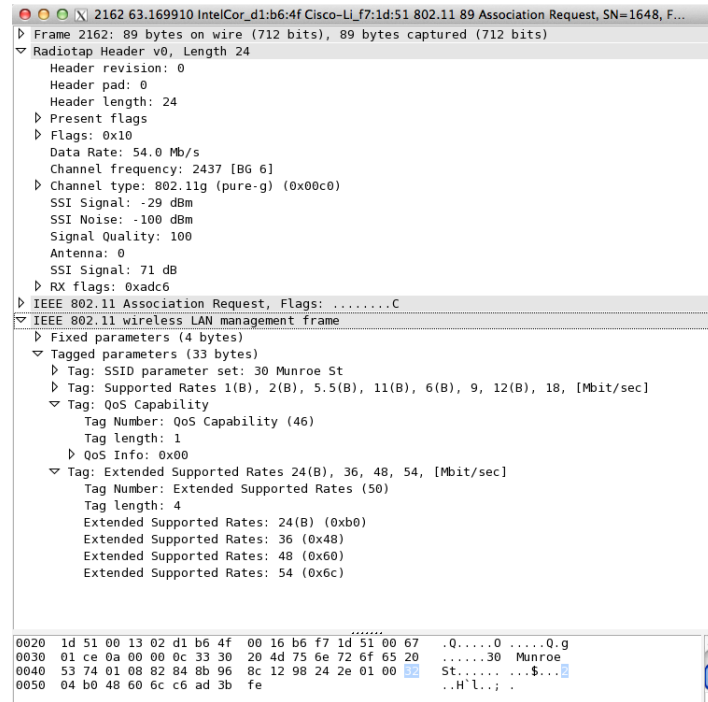 2162 63.169910 IntelCor_d1:b6:4f Cisco-Li_f7:1d:51 802.11 89 Association Request, SN=1648, F...
Frame 2162: 89 bytes on wire (712 bits), 89 bytes captured (712 bits)
Radiotap Header v0, Length 24
Header revision: 0
Header pad: 0
Header length: 24
Present flags
Flags: 0x10
Data Rate: 54.0 Mb/s
Channel frequency: 2437 [BG 6]
Channel type: 802.11g (pure-g) (0x00c0)
SSI Signal: -29 dBm
SSI Noise: -100 dBm
Signal Quality: 100
Antenna: 0
SSI Signal: 71 dB
RX flags: 0xadc6
IEEE 802.11 Association Request, Flags: ........C
IEEE 802.11 wireless LAN management frame
Fixed parameters (4 bytes)
Tagged parameters (33 bytes)
Tag: SSID parameter set: 30 Munroe St
Tag: Supported Rates 1(B), 2(B), 5.5(B), 11(B), 6(B), 9, 12(B), 18, [Mbit/sec]
Tag: QoS Capability
Tag Number: QoS Capability (46)
Tag length: 1
QoS Info: 0x00
Tag: Extended Supported Rates 24(B), 36, 48, 54, [Mbit/sec]
Tag Number: Extended Supported Rates (50)
Tag length: 4
Extended Supported Rates: 24(B) (0xb0)
Extended Supported Rates: 36 (0x48)
Extended Supported Rates: 48 (0x60)
Extended Supported Rates: 54 (0x6c)
0020 1d 51 00 13 02 d1 b6 4f 00 16 b6 f7 1d 51 00 67 .Q.....O .....Q.g
0030 01 ce 0a 00 00 0c 33 30 20 4d 75 6e 72 6f 65 20 ......30 Munroe
0040 53 74 01 08 82 84 8b 96 8c 12 98 24 2e 01 00 32 St...... ...$...2
0050 04 b0 48 60 6c c6 ad 3b fe ..H`l..; .